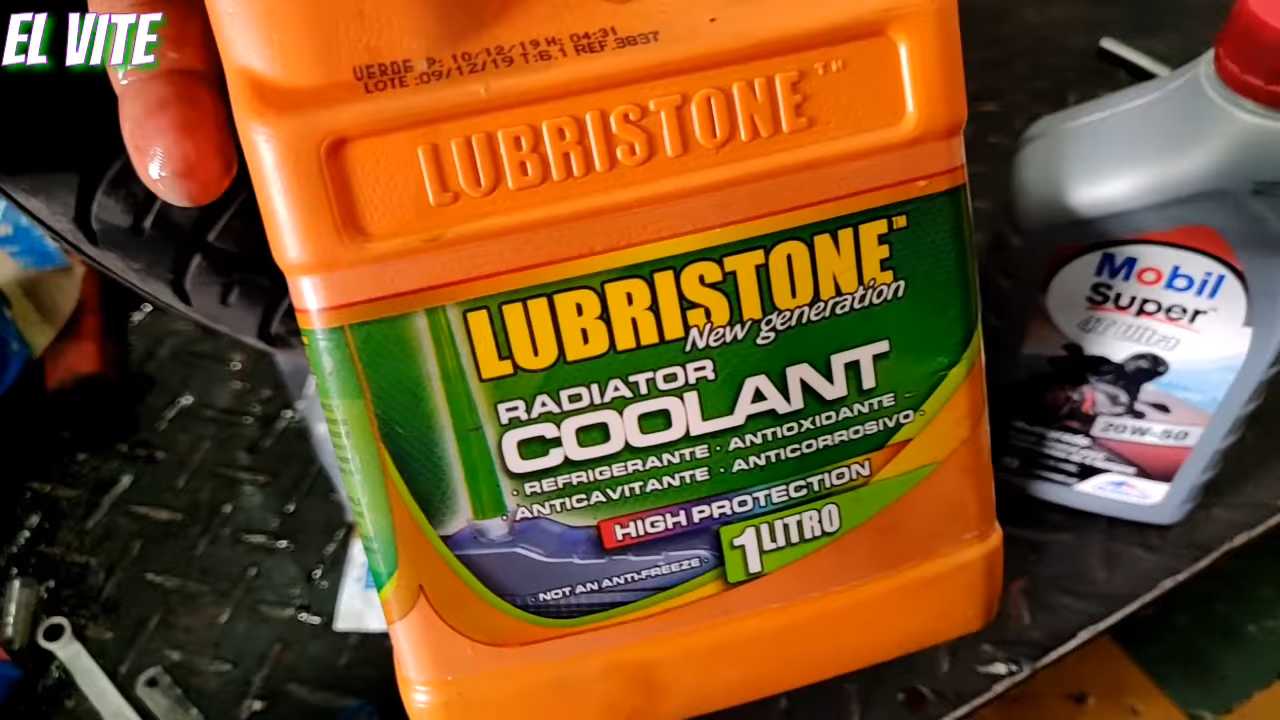 EL VITE
VERDE P: 10/12/19 H: 04:31
LOTE :09/12/19 T:6.1 REF.3837
LUBRISTONE™
LUBRISTONE™
New generation
RADIATOR
COOLANT
· REFRIGERANTE · ANTIOXIDANTE ·
· ANTICAVITANTE · ANTICORROSIVO ·
HIGH PROTECTION
1 LITRO
· NOT AN ANTI-FREEZE ·
Mobil
Super
4T Ultra
20W-50